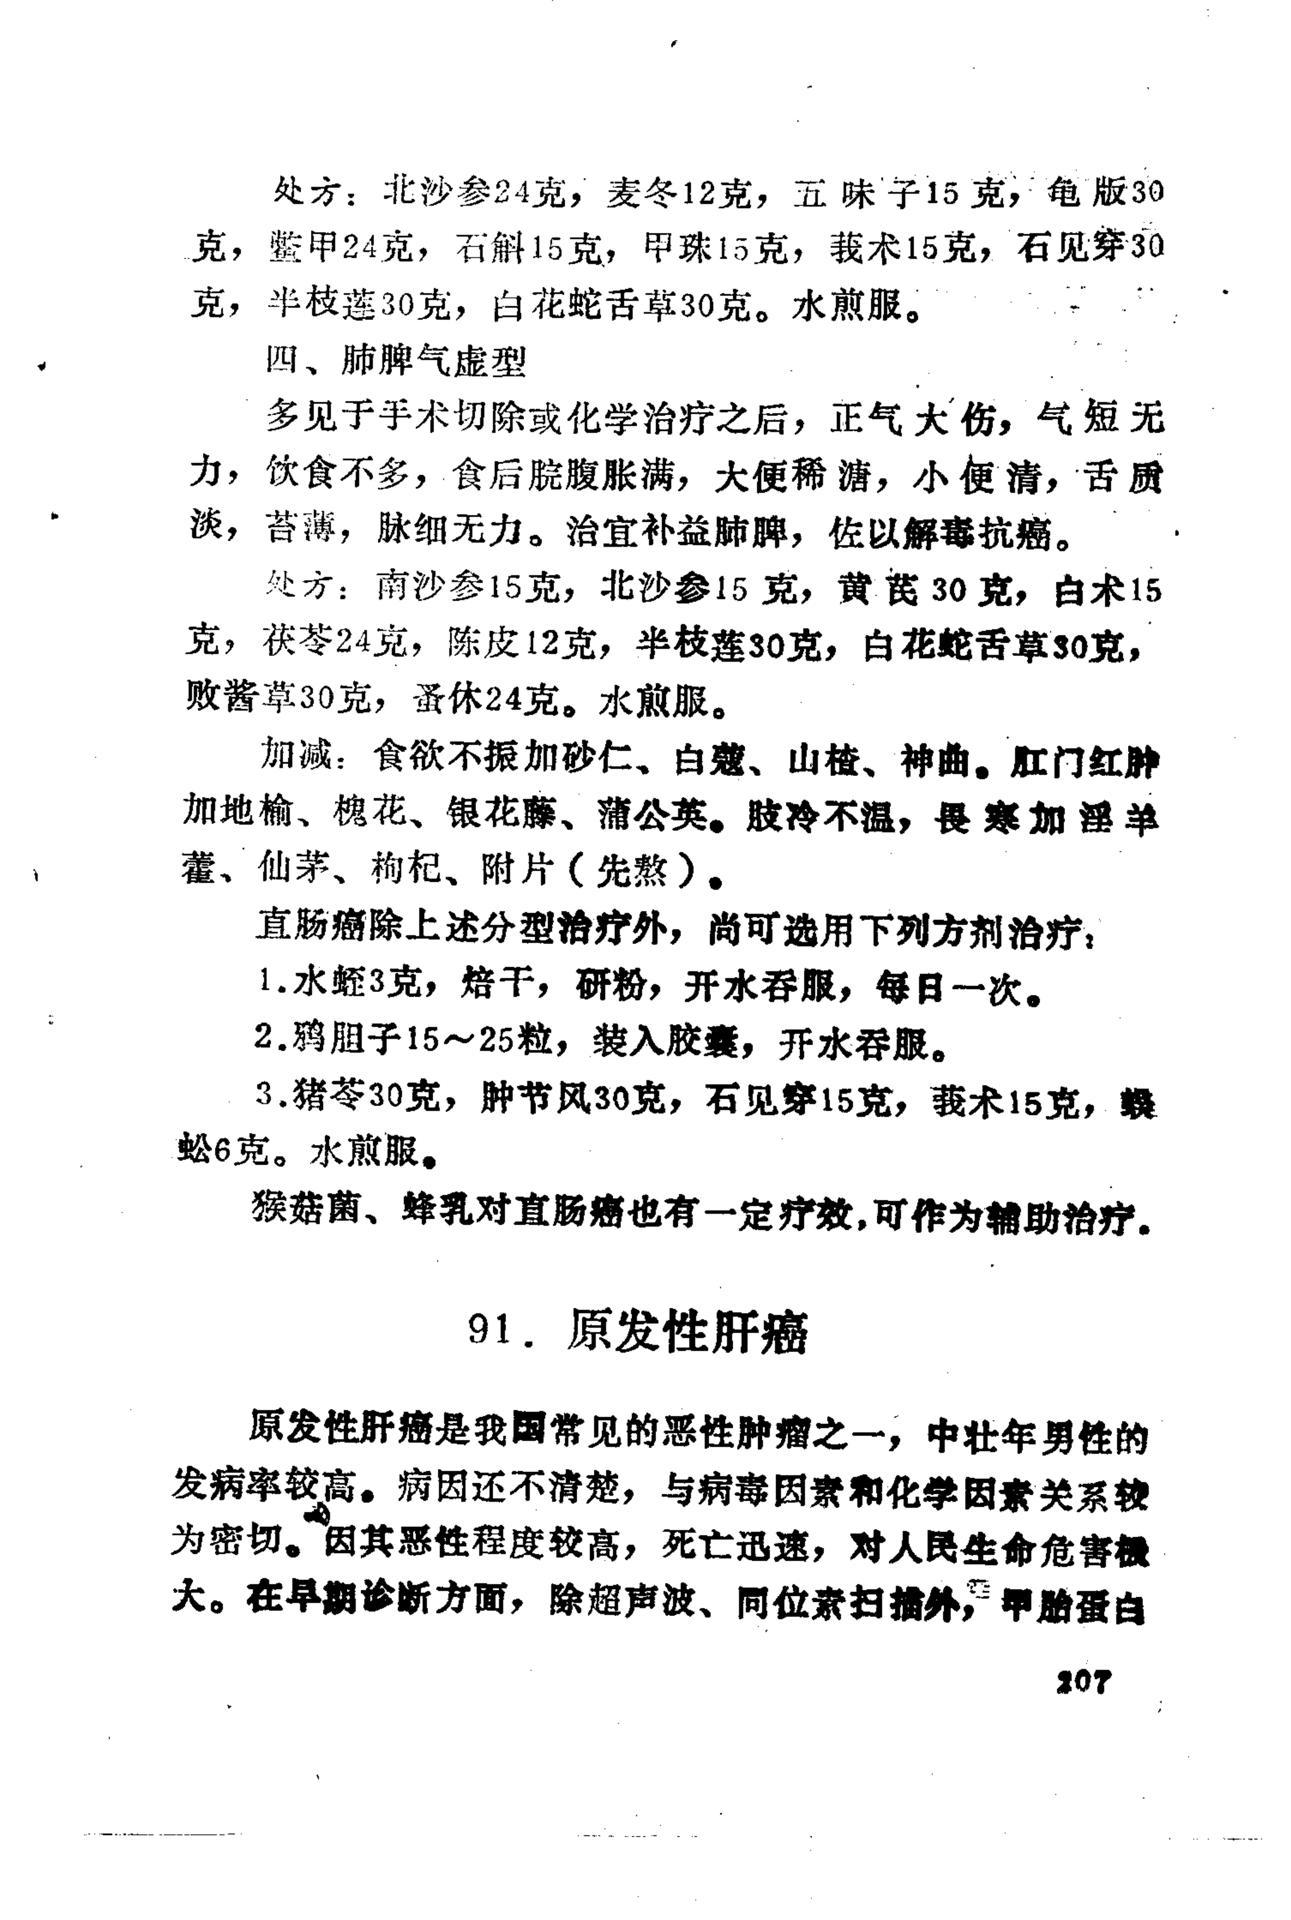 处方：北沙参24克，麦冬12克，五味子15克，龟版30
克，鳖甲24克，石斛15克，甲珠15克，莪术15克，石见穿30
克，半枝莲30克，白花蛇舌草30克。水煎服。
四、肺脾气虚型
多见于手术切除或化学治疗之后，正气大伤，气短无
力，饮食不多，食后脘腹胀满，大便稀溏，小便清，舌质
淡，苔薄，脉细无力。治宜补益肺脾，佐以解毒抗癌。
处方：南沙参15克，北沙参15克，黄芪30克，白术15
克，茯苓24克，陈皮12克，半枝莲30克，白花蛇舌草30克，
败酱草30克，蚤休24克。水煎服。
加减：食欲不振加砂仁、白蔻、山楂、神曲。肛门红肿
加地榆、槐花、银花藤、蒲公英。肢冷不温，畏寒加淫羊
藿、仙茅、枸杞、附片（先熬）。
直肠癌除上述分型治疗外，尚可选用下列方剂治疗：
1.水蛭3克，焙干，研粉，开水吞服，每日一次。
2.鸦胆子15～25粒，装入胶囊，开水吞服。
3.猪苓30克，肿节风30克，石见穿15克，莪术15克，蜈
蚣6克。水煎服。
猴菇菌、蜂乳对直肠癌也有一定疗效，可作为辅助治疗。
91．原发性肝癌
原发性肝癌是我国常见的恶性肿瘤之一，中壮年男性的
发病率较高。病因还不清楚，与病毒因素和化学因素关系较
为密切。因其恶性程度较高，死亡迅速，对人民生命危害极
大。在早期诊断方面，除超声波、同位素扫描外，甲胎蛋白
207